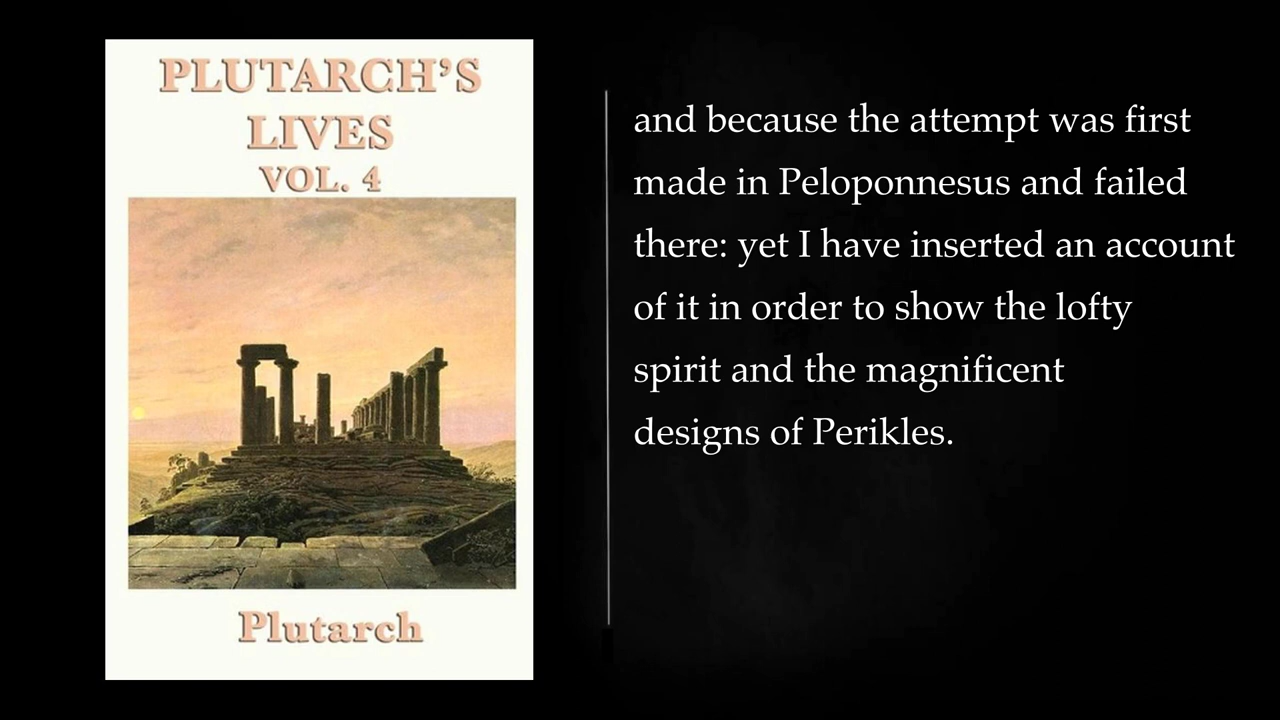 PLUTARCH'S
LIVES
VOL. 4
Plutarch
and because the attempt was first
made in Peloponnesus and failed
there: yet I have inserted an account
of it in order to show the lofty
spirit and the magnificent
designs of Perikles.